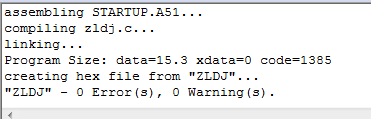 assembling STARTUP.A51...
compiling zldj.c...
linking...
Program Size: data=15.3 xdata=0 code=1385
creating hex file from "ZLDJ"...
"ZLDJ" - 0 Error(s), 0 Warning(s).